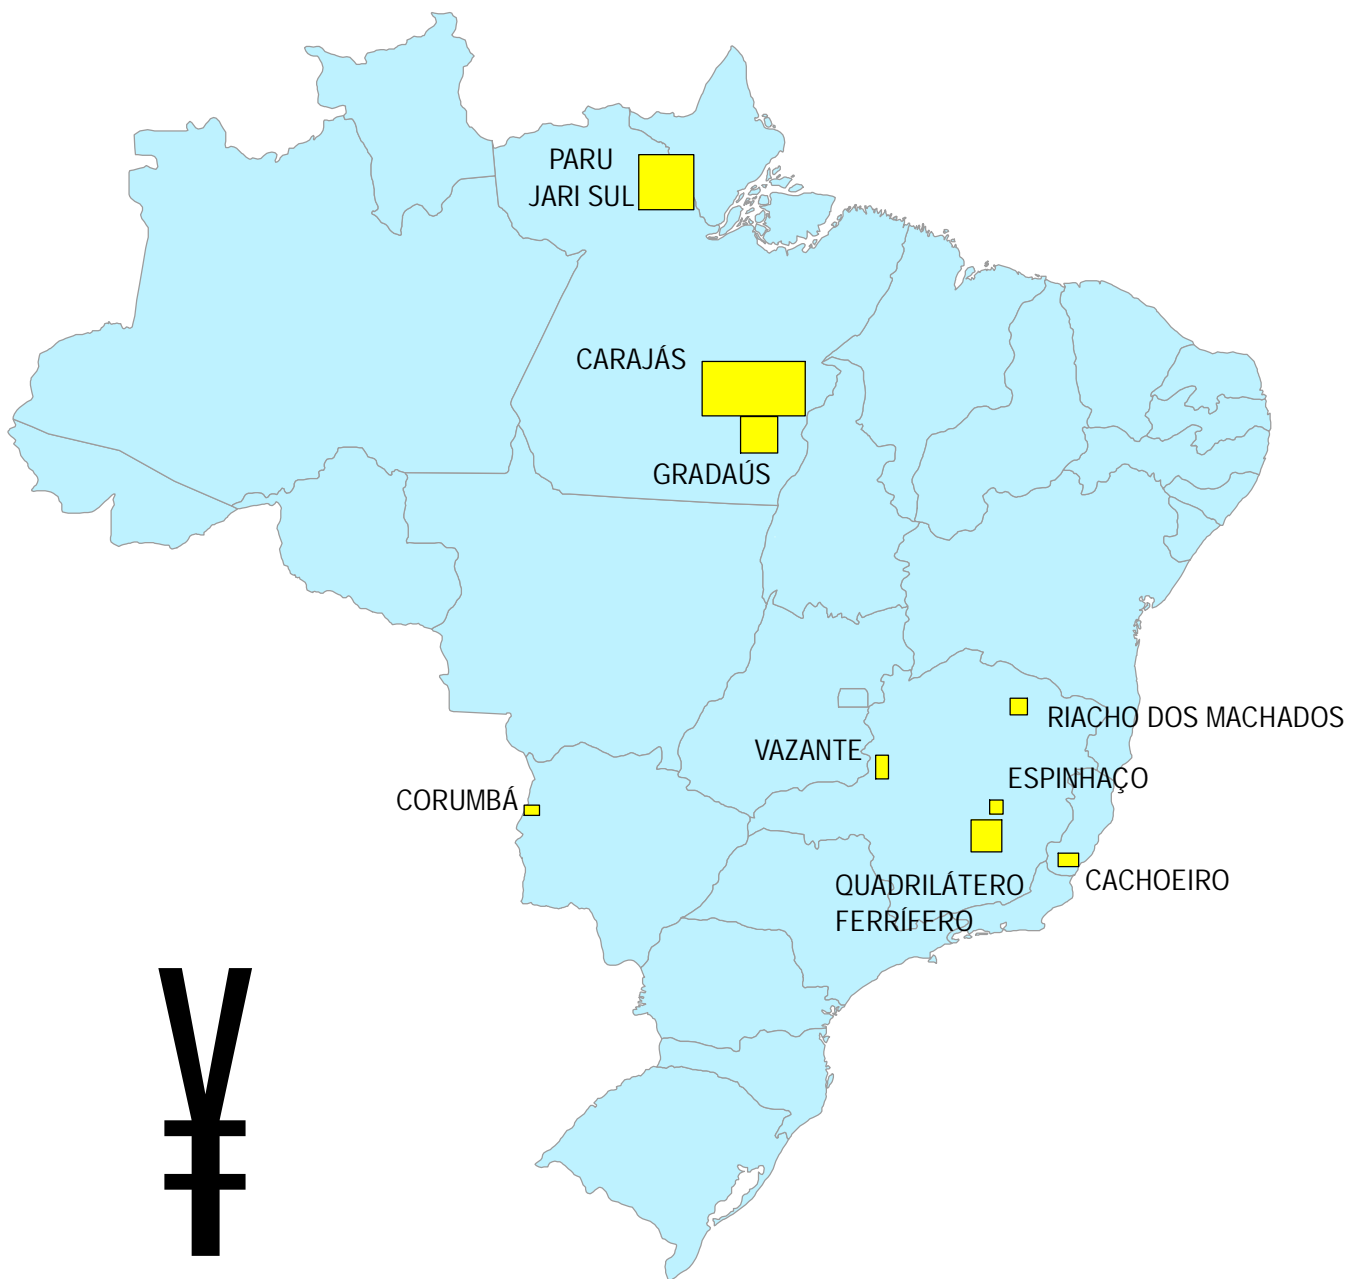 PARU
JARI SUL
CARAJÁS
GRADAÚS
RIACHO DOS MACHADOS
VAZANTE
ESPINHAÇO
CORUMBÁ
QUADRILÁTERO
FERRÍFERO
CACHOEIRO
¥